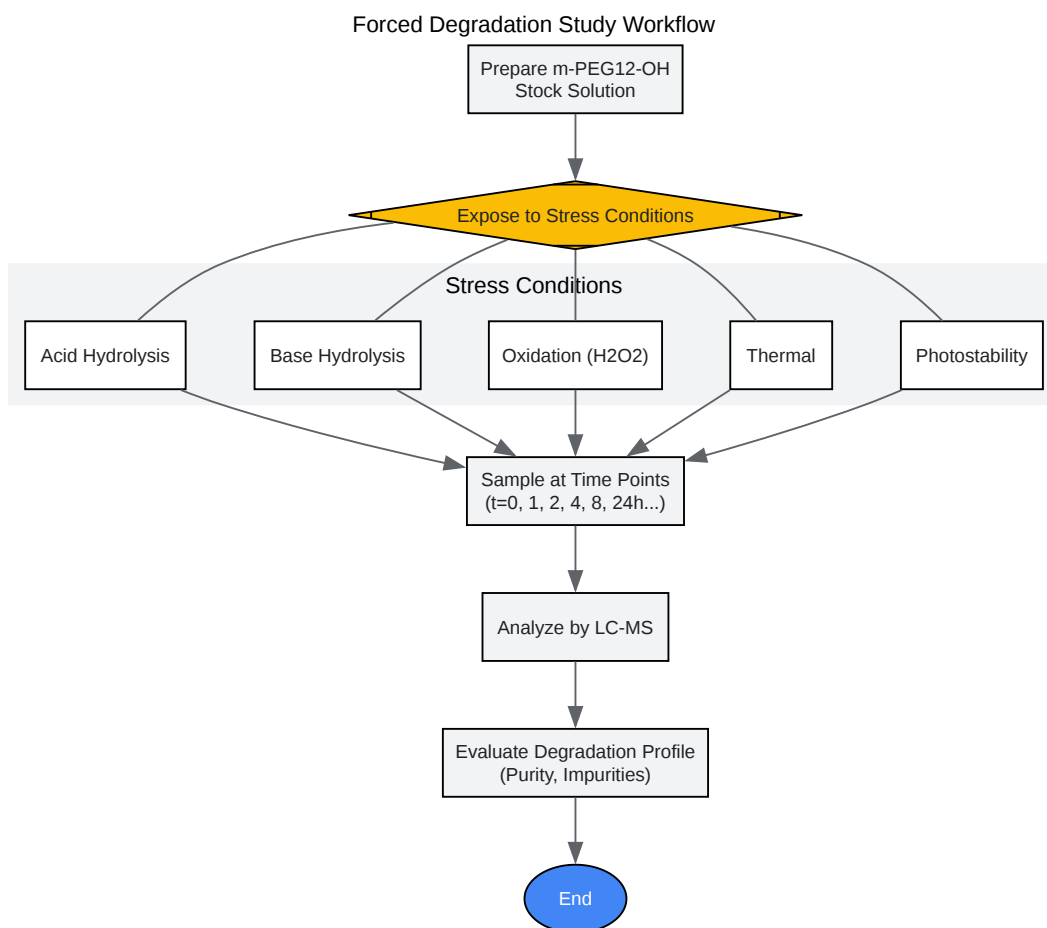 Forced Degradation Study Workflow
Prepare m-PEG12-OH
Stock Solution
Expose to Stress Conditions
Stress Conditions
Acid Hydrolysis
Base Hydrolysis
Oxidation (H2O2)
Thermal
Photostability
Sample at Time Points
(t=0, 1, 2, 4, 8, 24h...)
Analyze by LC-MS
Evaluate Degradation Profile
(Purity, Impurities)
End